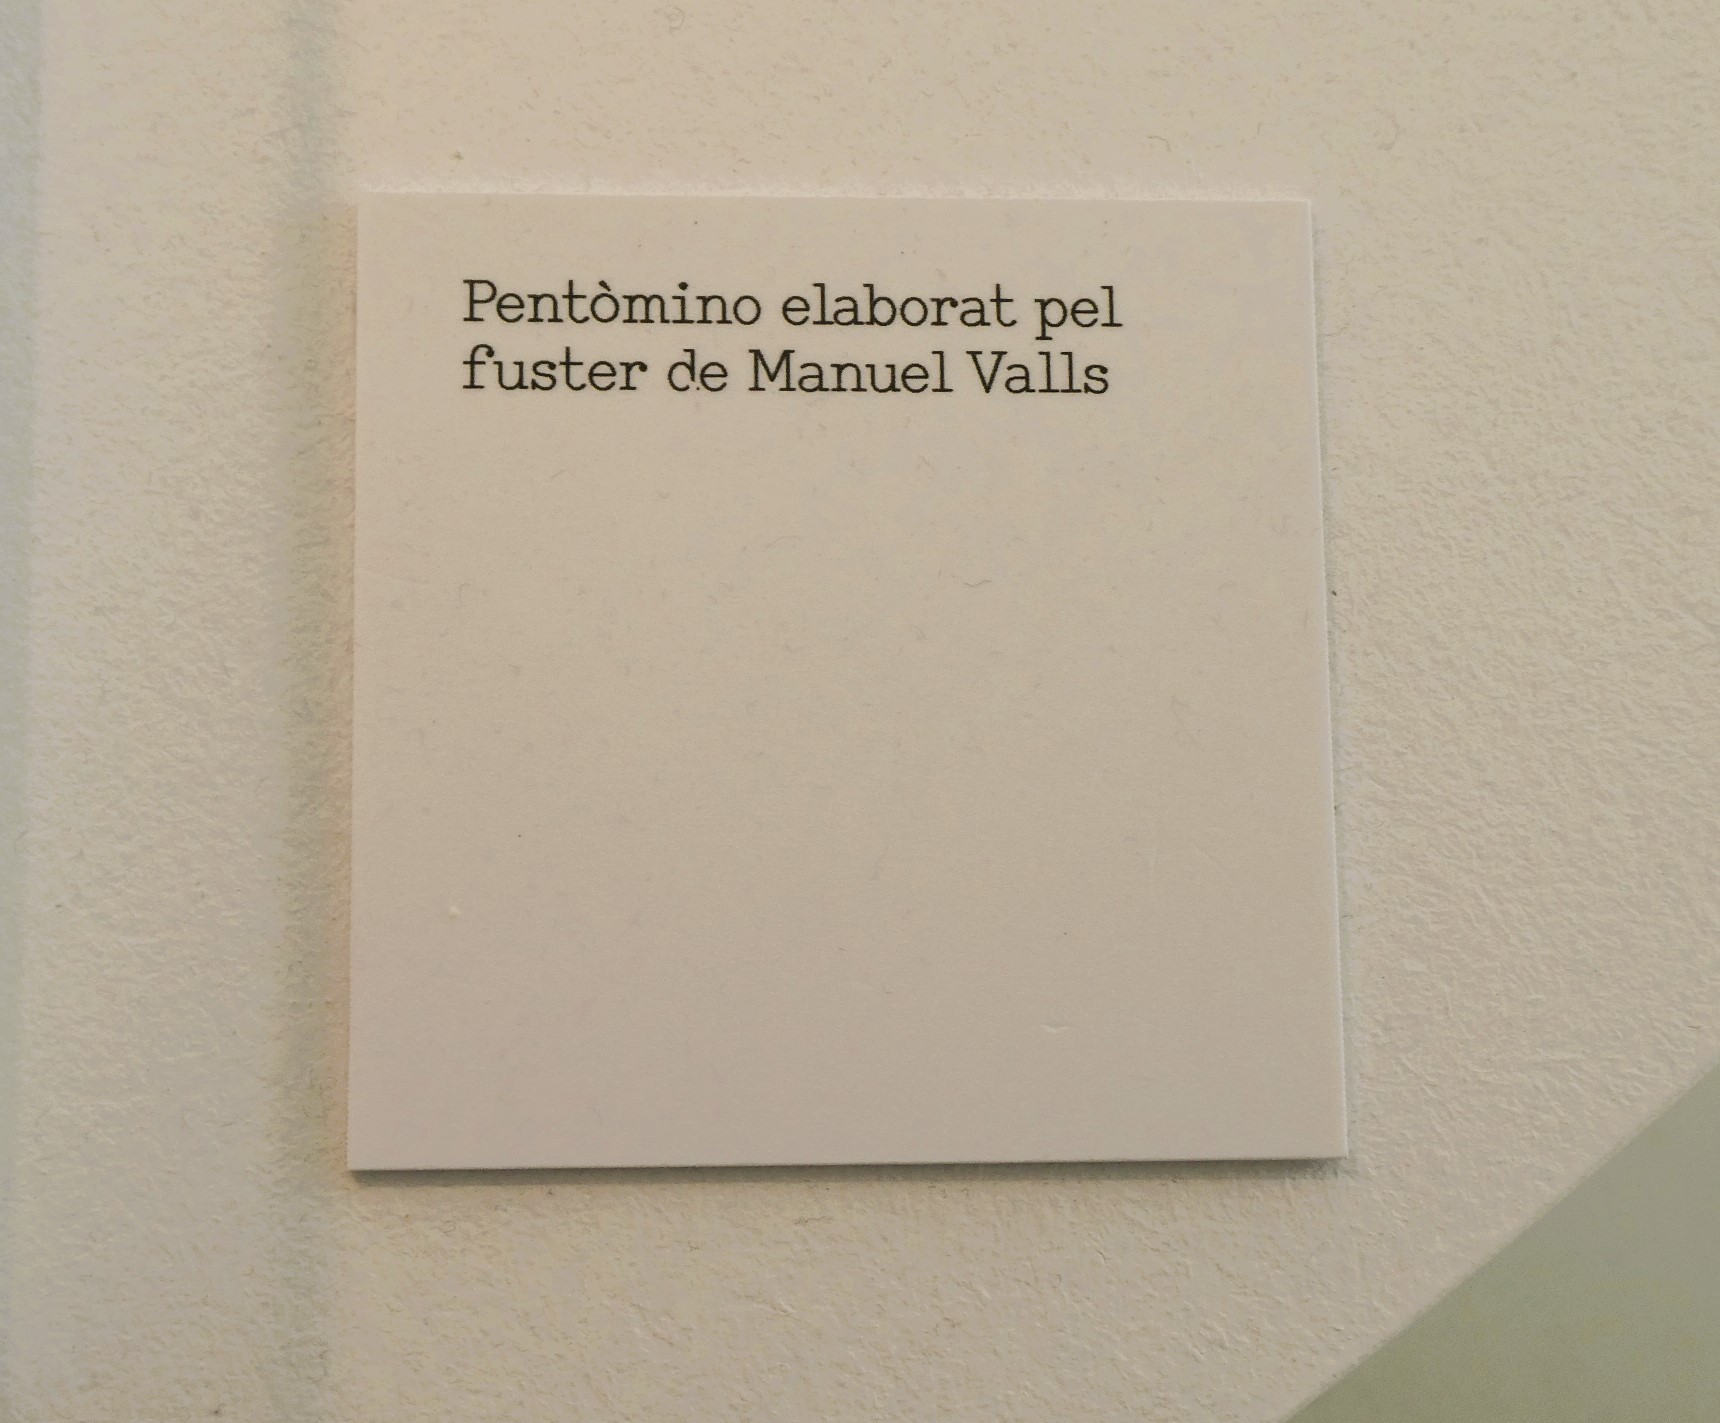 Pentòmino elaborat pel
fuster de Manuel Valls